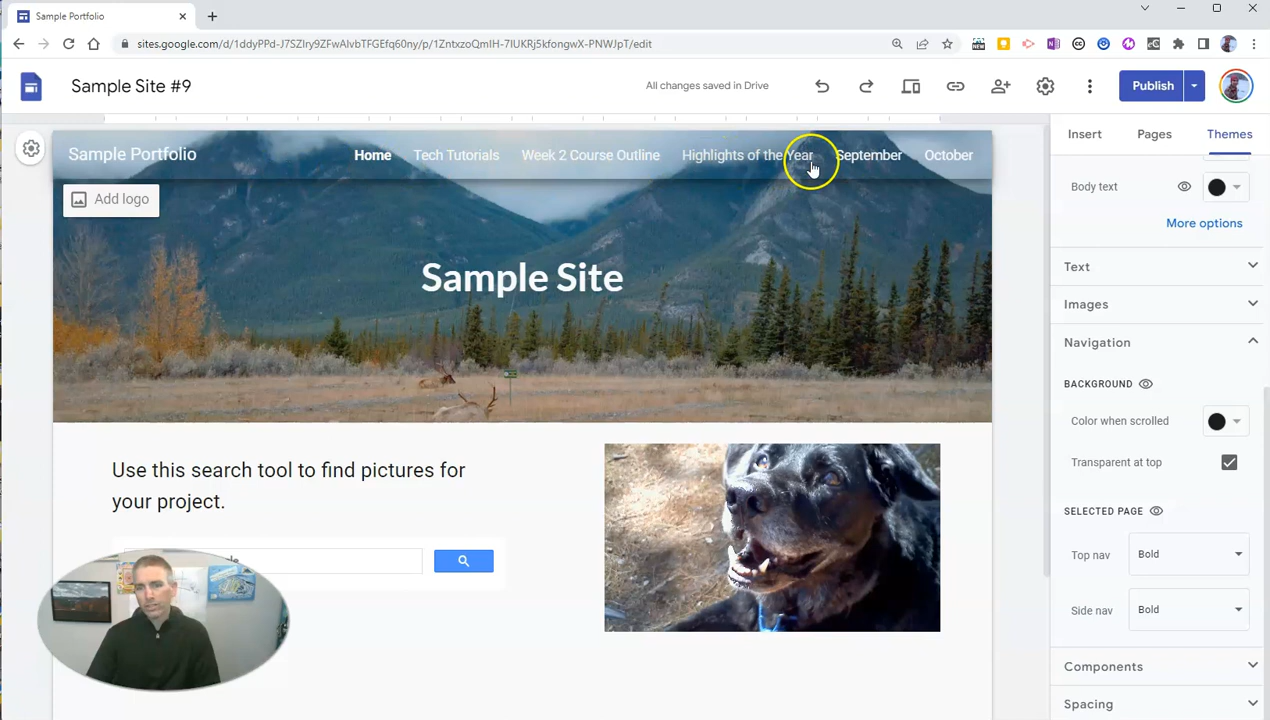 Sample Portfolio
sites.google.com/d/1ddyPPd-J7SZIry9ZFwAIvbTFGEfq60ny/p/1ZntxzoQmIH-7IUKRj5kfongwX-PNWJpT/edit
Sample Site #9
All changes saved in Drive
Publish
Insert
Pages
Themes
Sample Portfolio
Home
Tech Tutorials
Week 2 Course Outline
Highlights of the Year
September
October
Add logo
Sample Site
Use this search tool to find pictures for
your project.
Body text
More options
Text
Images
Navigation
BACKGROUND
Color when scrolled
Transparent at top
SELECTED PAGE
Top nav
Bold
Side nav
Bold
Components
Spacing